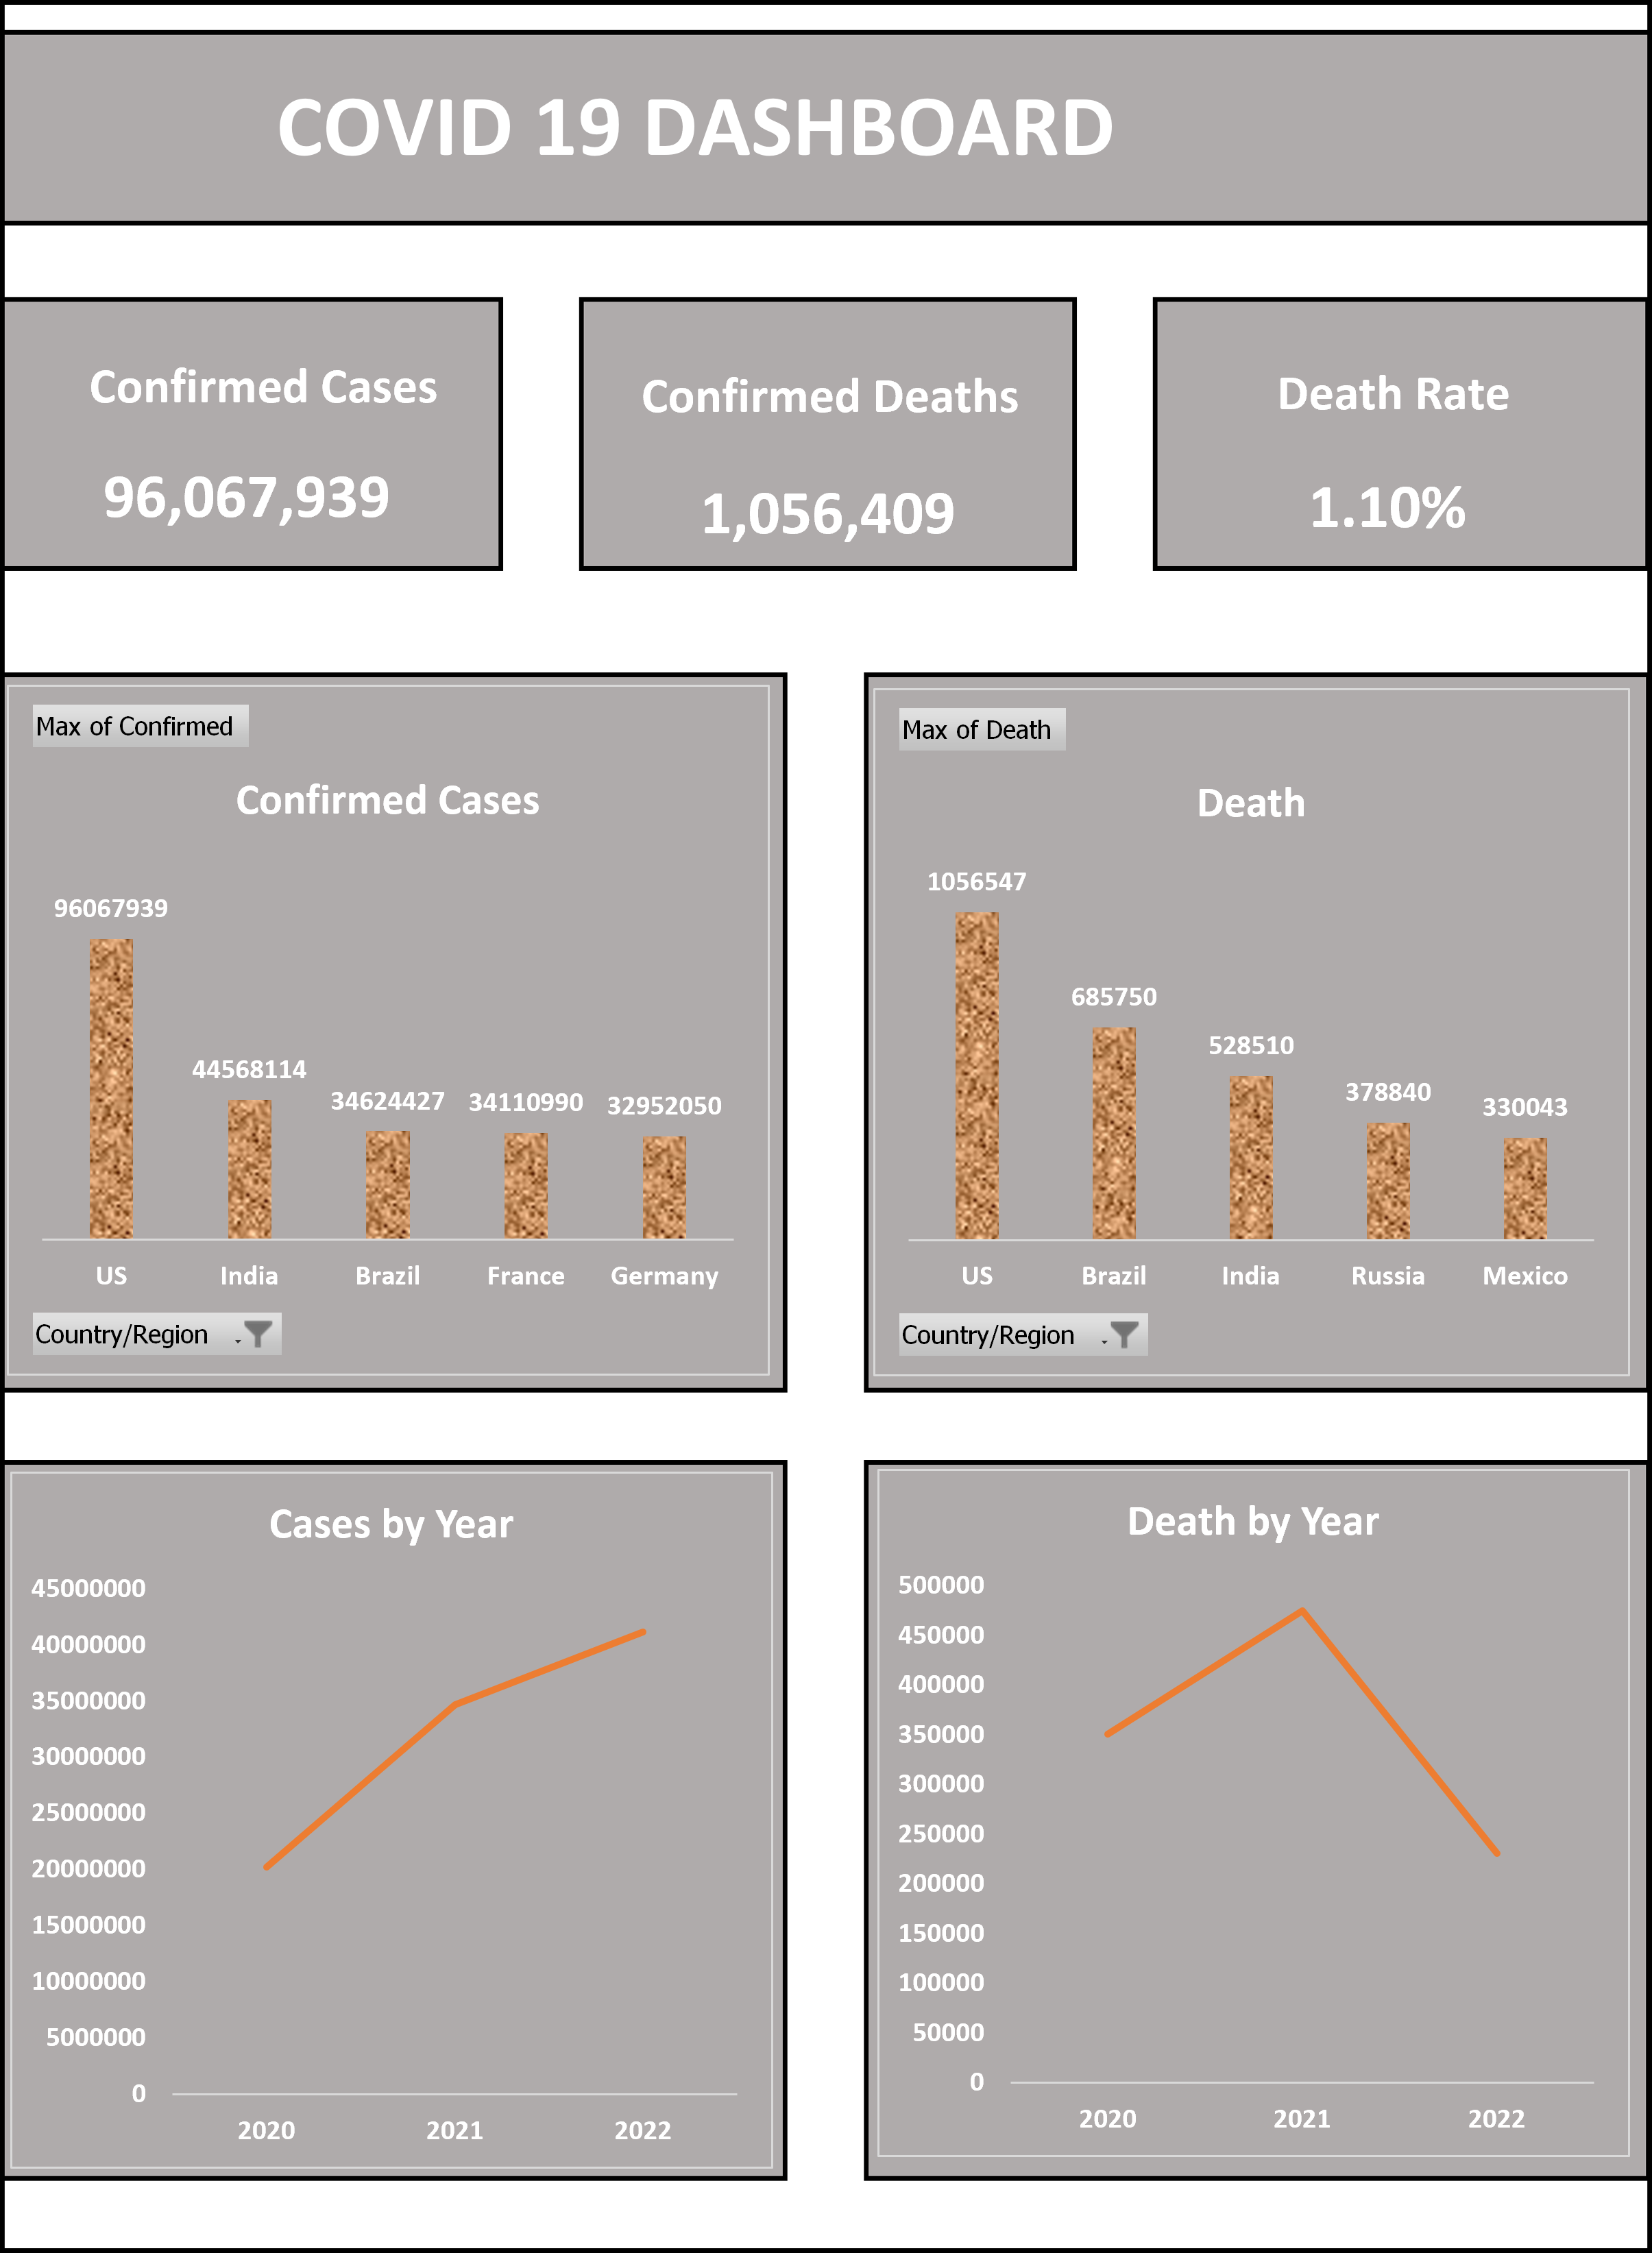 COVID 19 DASHBOARD
Confirmed Cases
96,067,939
Confirmed Deaths
1,056,409
Death Rate
1.10%
Max of Confirmed
Confirmed Cases
96067939
44568114
34624427
34110990
32952050
US
India
Brazil
France
Germany
Country/Region
Max of Death
Death
1056547
685750
528510
378840
330043
US
Brazil
India
Russia
Mexico
Country/Region
Cases by Year
45000000
40000000
35000000
30000000
25000000
20000000
15000000
10000000
5000000
0
2020
2021
2022
Death by Year
500000
450000
400000
350000
300000
250000
200000
150000
100000
50000
0
2020
2021
2022